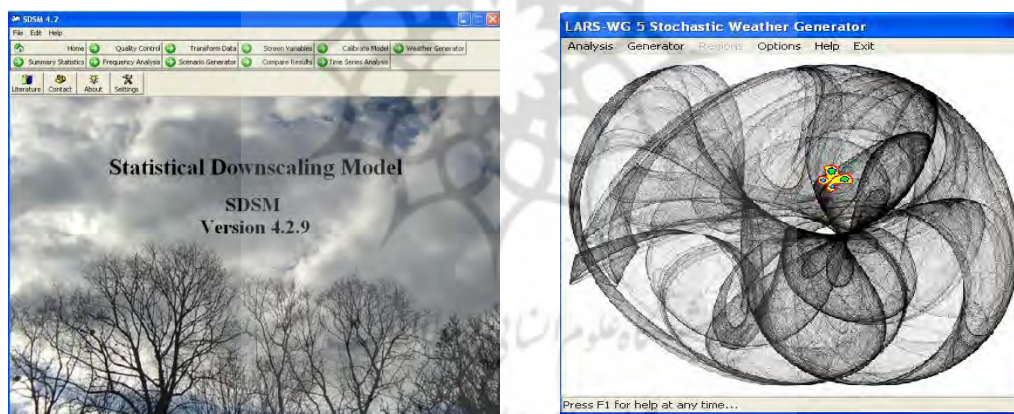 SDSM 4.2
File Edit Help
Home Quality Control Transform Data Screen Variables Calibrate Model Weather Generator
Summary Statistics Frequency Analysis Scenario Generator Compare Results Time Series Analysis
Literature Contact About Settings
Statistical Downscaling Model
SDSM
Version 4.2.9
LARS-WG 5 Stochastic Weather Generator
Analysis Generator Regions Options Help Exit
Press F1 for help at any time...